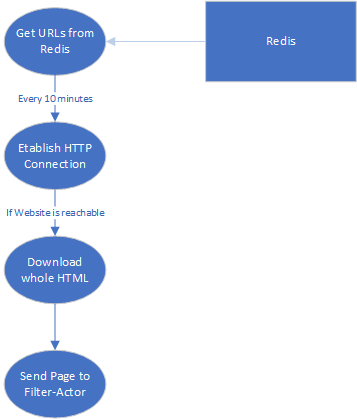 Get URLs from
Redis
Redis
Every 10 minutes
Etablish HTTP
Connection
If Website is reachable
Download
whole HTML
Send Page to
Filter-Actor